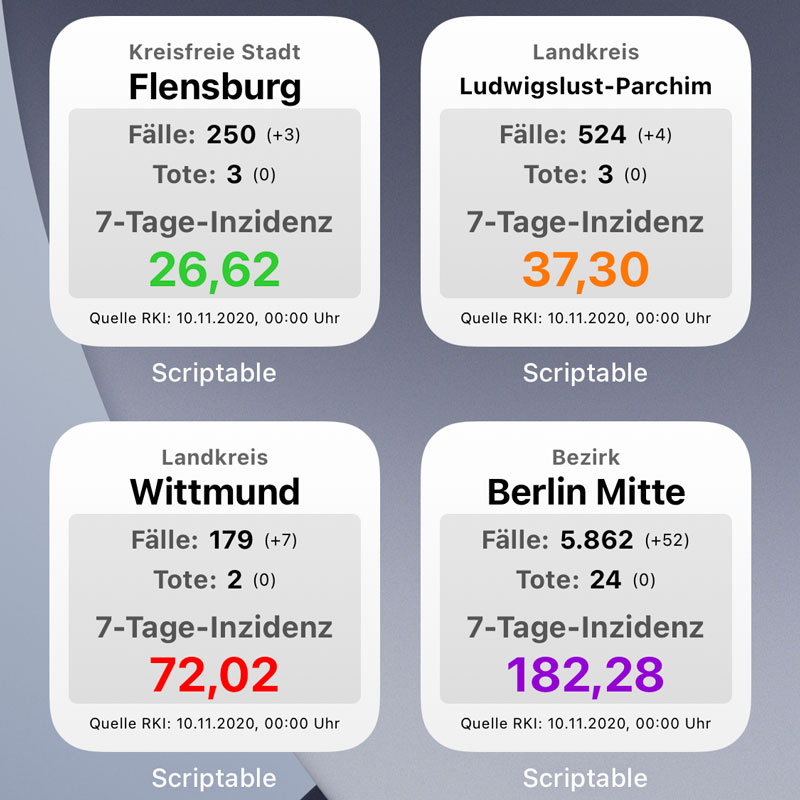 Kreisfreie Stadt
Flensburg
Fälle: 250 (+3)
Tote: 3 (0)
7-Tage-Inzidenz
26,62
Quelle RKI: 10.11.2020, 00:00 Uhr
Scriptable
Landkreis
Ludwigslust-Parchim
Fälle: 524 (+4)
Tote: 3 (0)
7-Tage-Inzidenz
37,30
Quelle RKI: 10.11.2020, 00:00 Uhr
Scriptable
Landkreis
Wittmund
Fälle: 179 (+7)
Tote: 2 (0)
7-Tage-Inzidenz
72,02
Quelle RKI: 10.11.2020, 00:00 Uhr
Scriptable
Bezirk
Berlin Mitte
Fälle: 5.862 (+52)
Tote: 24 (0)
7-Tage-Inzidenz
182,28
Quelle RKI: 10.11.2020, 00:00 Uhr
Scriptable